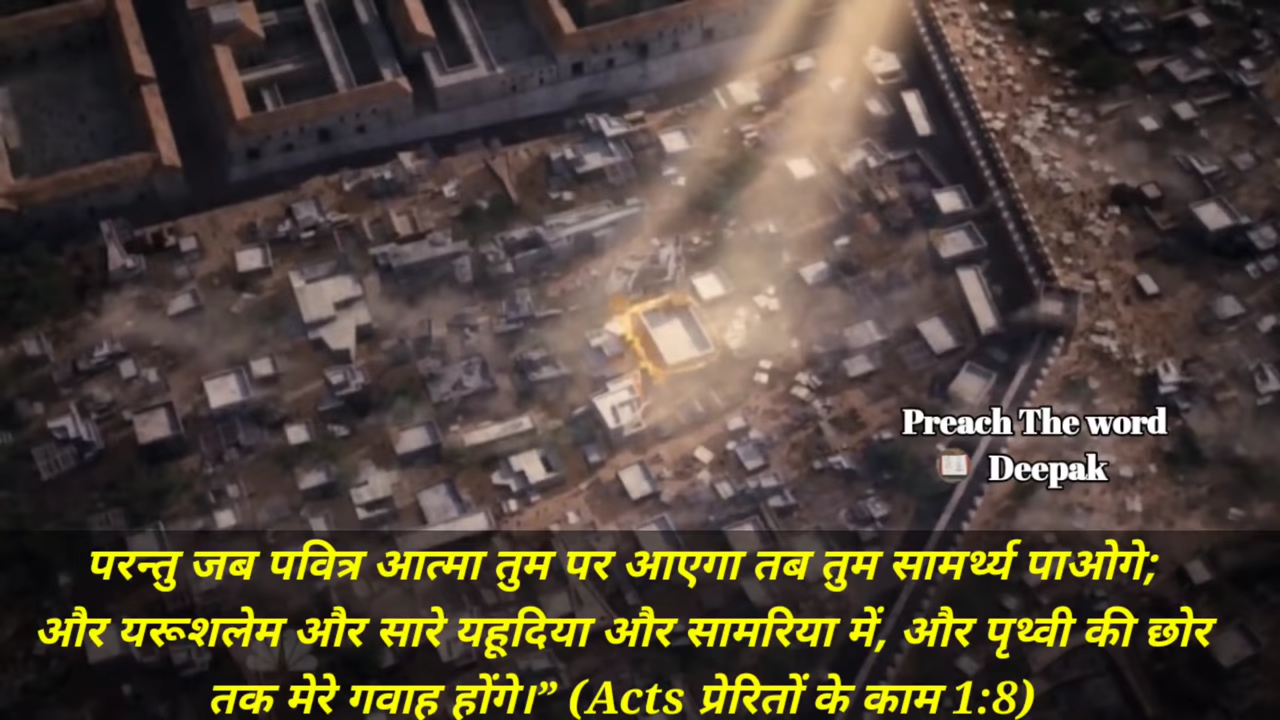 Preach The word
Deepak
परन्तु जब पवित्र आत्मा तुम पर आएगा तब तुम सामर्थ्य पाओगे;
और यरूशलेम और सारे यहूदिया और सामरिया में, और पृथ्वी की छोर
तक मेरे गवाह होंगे।” (Acts प्रेरितों के काम 1:8)